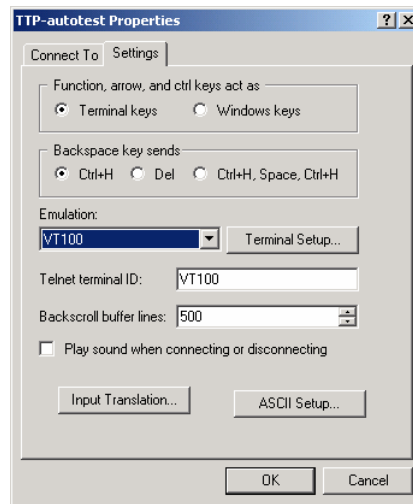 TTP-autotest Properties
Connect To Settings
Function, arrow, and ctrl keys act as
Terminal keys Windows keys
Backspace key sends
Ctrl+H Del Ctrl+H, Space, Ctrl+H
Emulation:
VT100 Terminal Setup...
Telnet terminal ID: VT100
Backscroll buffer lines: 500
Play sound when connecting or disconnecting
Input Translation... ASCII Setup...
OK Cancel